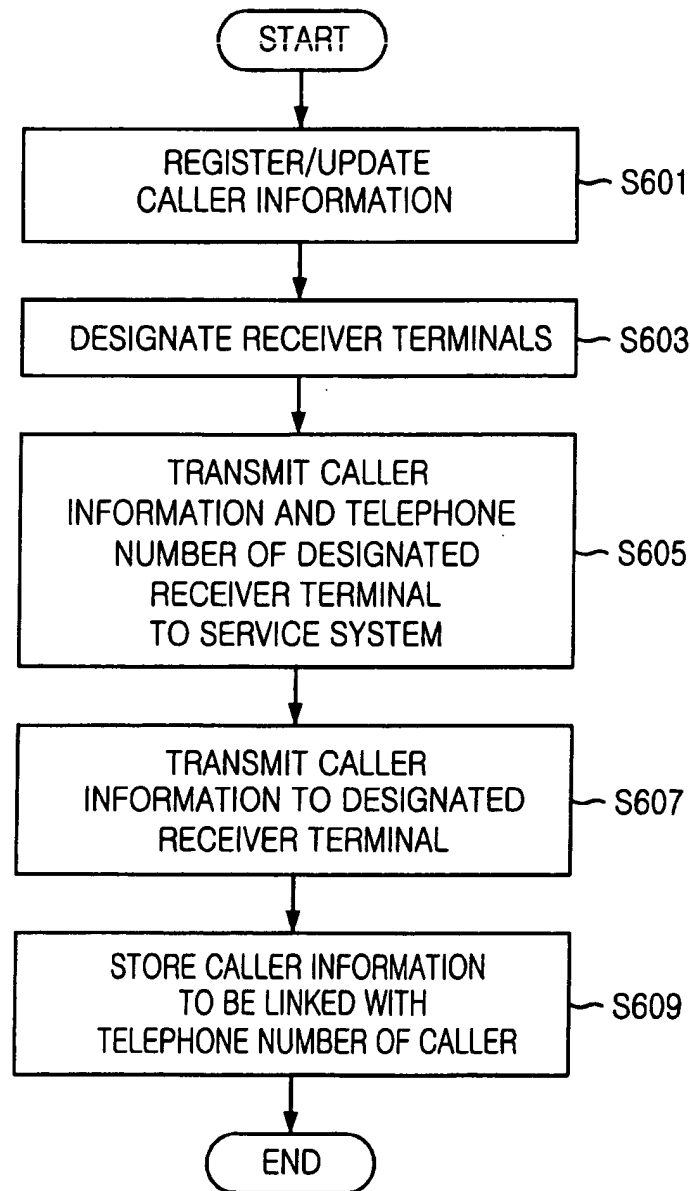 START
REGISTER/UPDATE
CALLER INFORMATION
S601
DESIGNATE RECEIVER TERMINALS
S603
TRANSMIT CALLER
INFORMATION AND TELEPHONE
NUMBER OF DESIGNATED
RECEIVER TERMINAL
TO SERVICE SYSTEM
S605
TRANSMIT CALLER
INFORMATION TO DESIGNATED
RECEIVER TERMINAL
S607
STORE CALLER INFORMATION
TO BE LINKED WITH
TELEPHONE NUMBER OF CALLER
S609
END